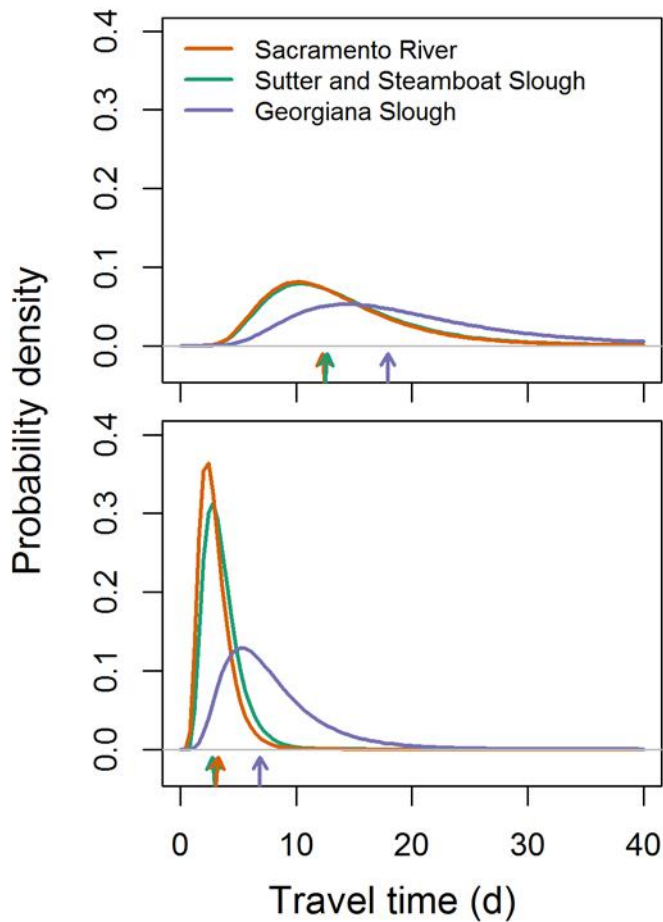 0.4
0.3
0.2
0.1
0.0
Sacramento River
Sutter and Steamboat Slough
Georgiana Slough
Probability density
0.4
0.3
0.2
0.1
0.0
0 10 20 30 40
Travel time (d)